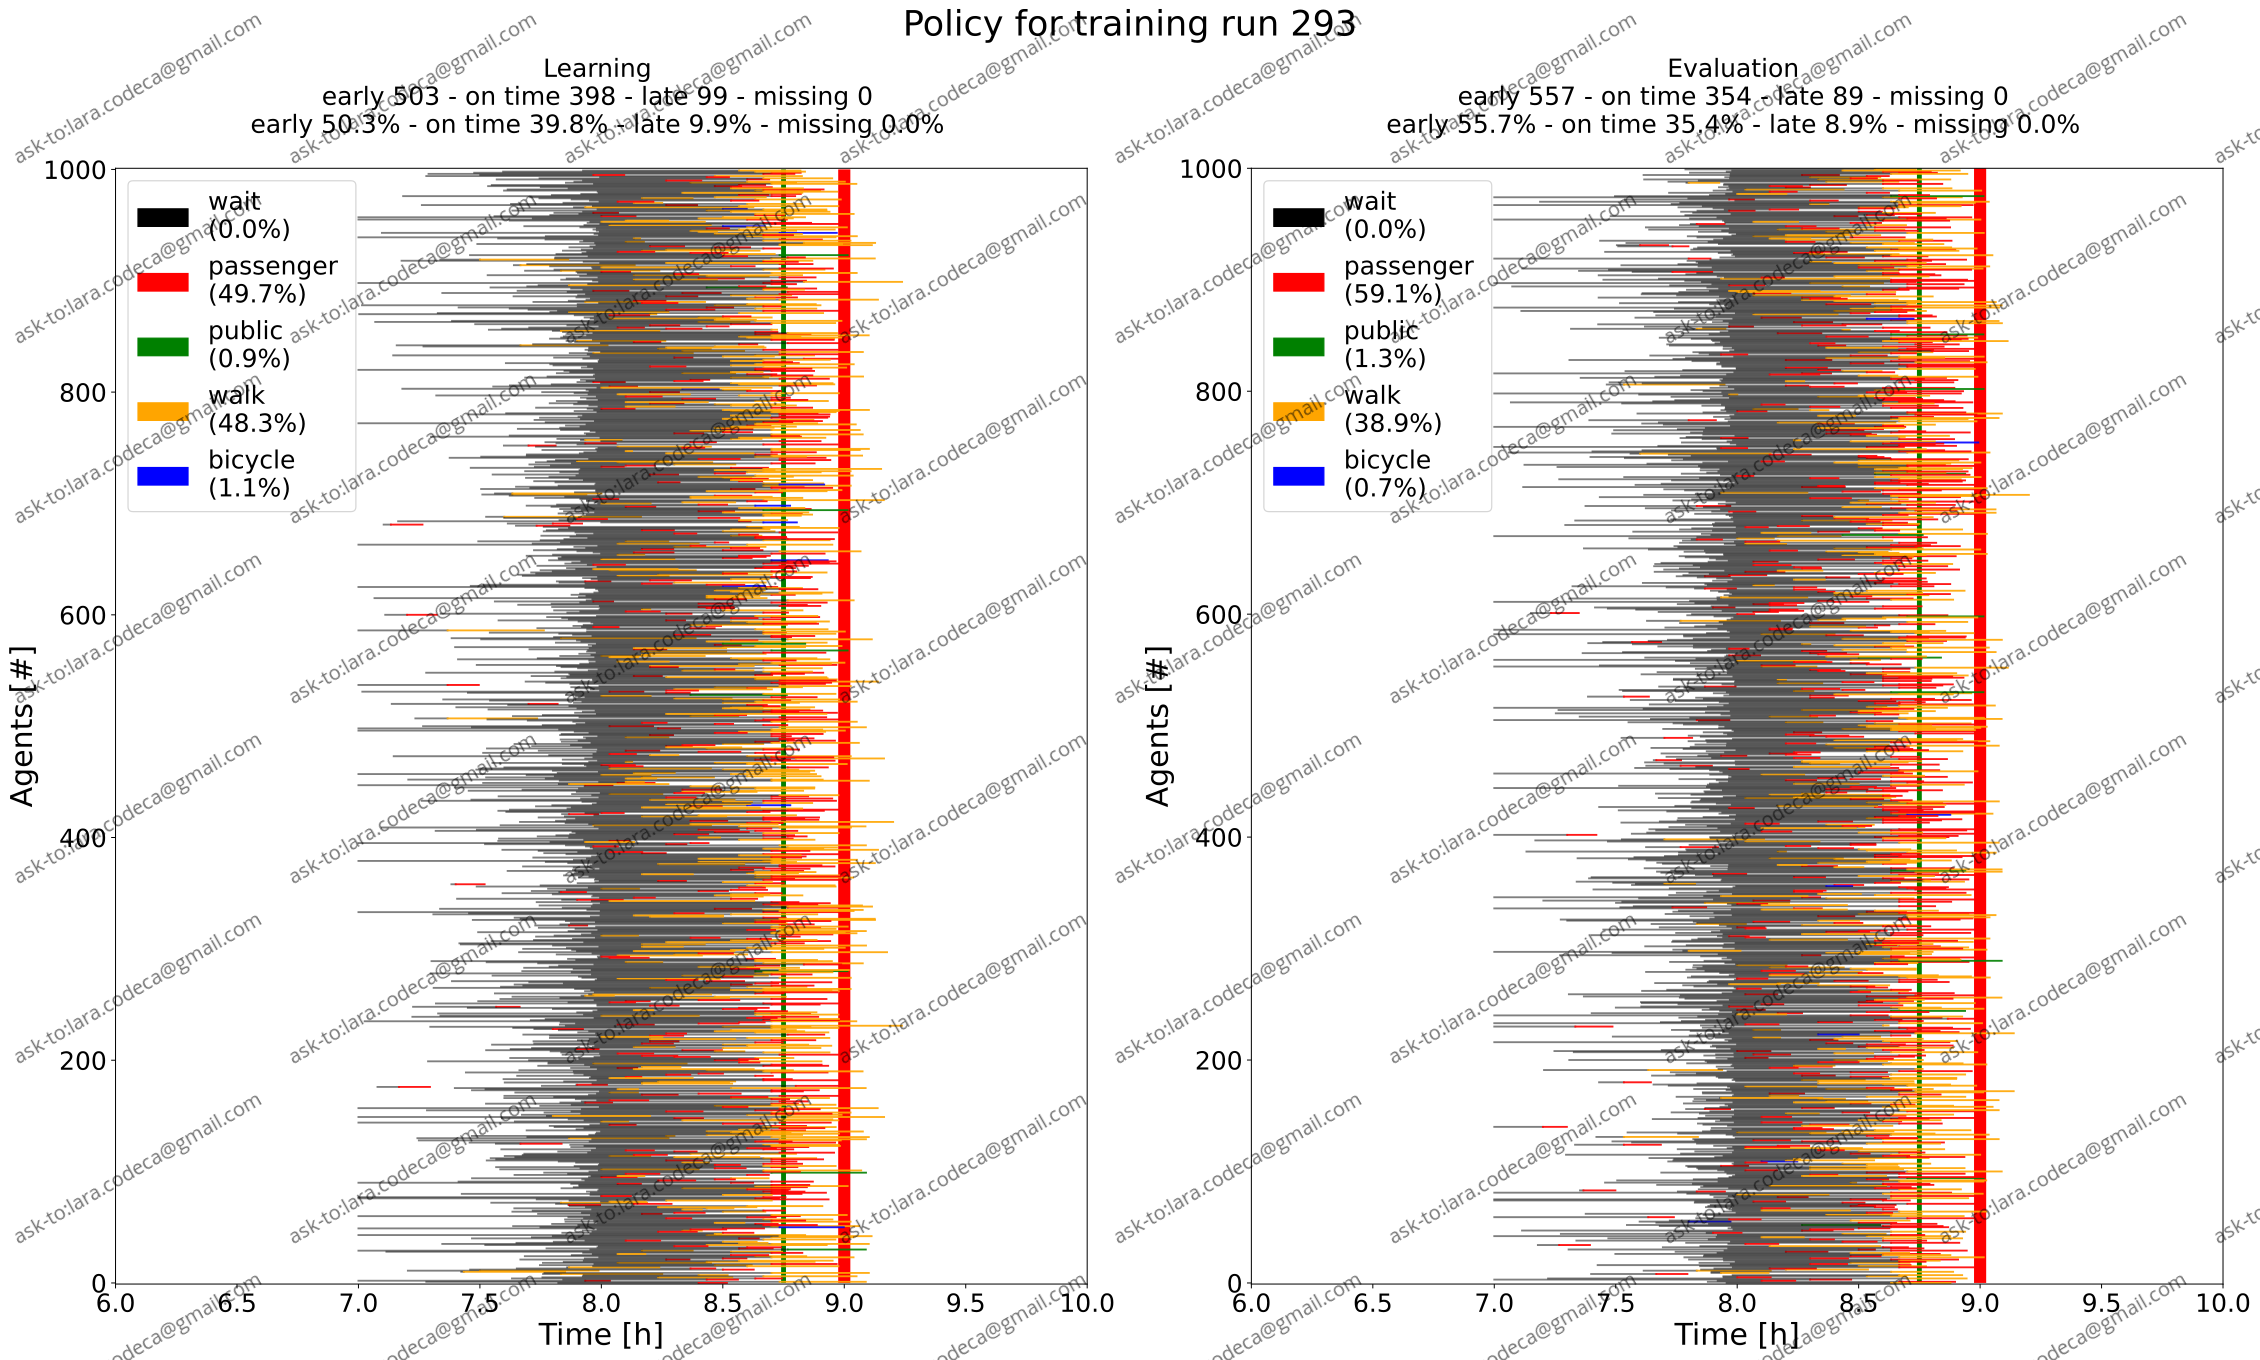 Policy for training run 293
Learning
early 503 - on time 398 - late 99 - missing 0
early 50.3% - on time 39.8% - late 9.9% - missing 0.0%
Evaluation
early 557 - on time 354 - late 89 - missing 0
early 55.7% - on time 35.4% - late 8.9% - missing 0.0%
wait
(0.0%)
passenger
(49.7%)
public
(0.9%)
walk
(48.3%)
bicycle
(1.1%)
1000
800
600
400
200
0
Agents [#]
6.0 6.5 7.0 7.5 8.0 8.5 9.0 9.5 10.0
Time [h]
wait
(0.0%)
passenger
(59.1%)
public
(1.3%)
walk
(38.9%)
bicycle
(0.7%)
1000
800
600
400
200
0
Agents [#]
6.0 6.5 7.0 7.5 8.0 8.5 9.0 9.5 10.0
Time [h]
ask-to:lara.codeca@gmail.com